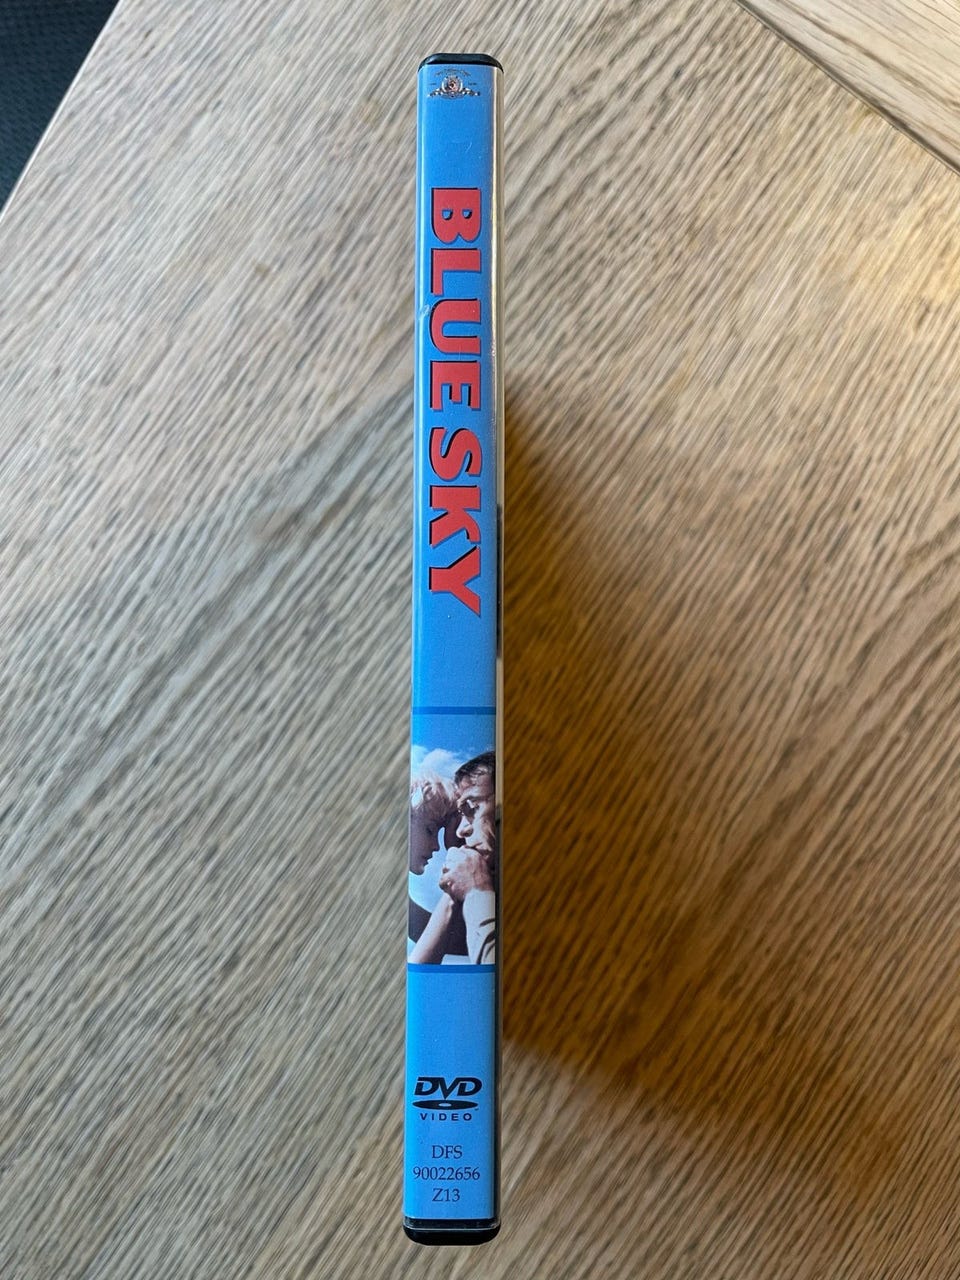 BLUE SKY
DVD
VIDEO
DFS
90022656
Z13